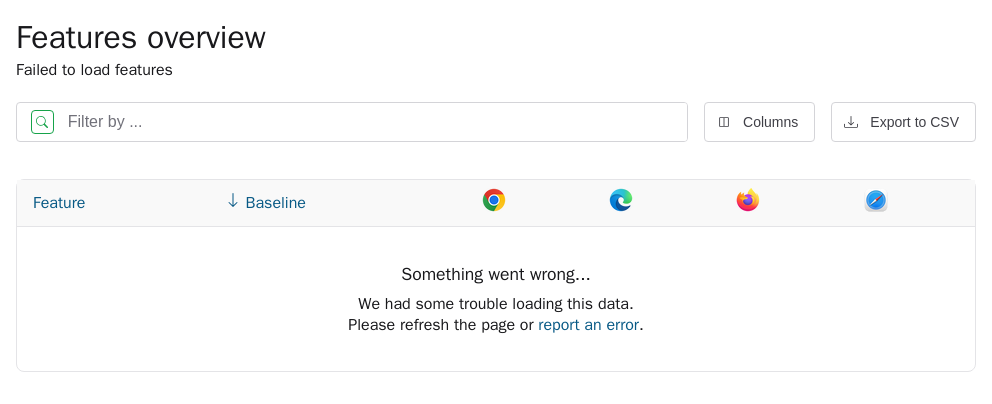 Features overview
Failed to load features
Filter by ...
Columns
Export to CSV
Feature
Baseline
Something went wrong...
We had some trouble loading this data.
Please refresh the page or report an error.